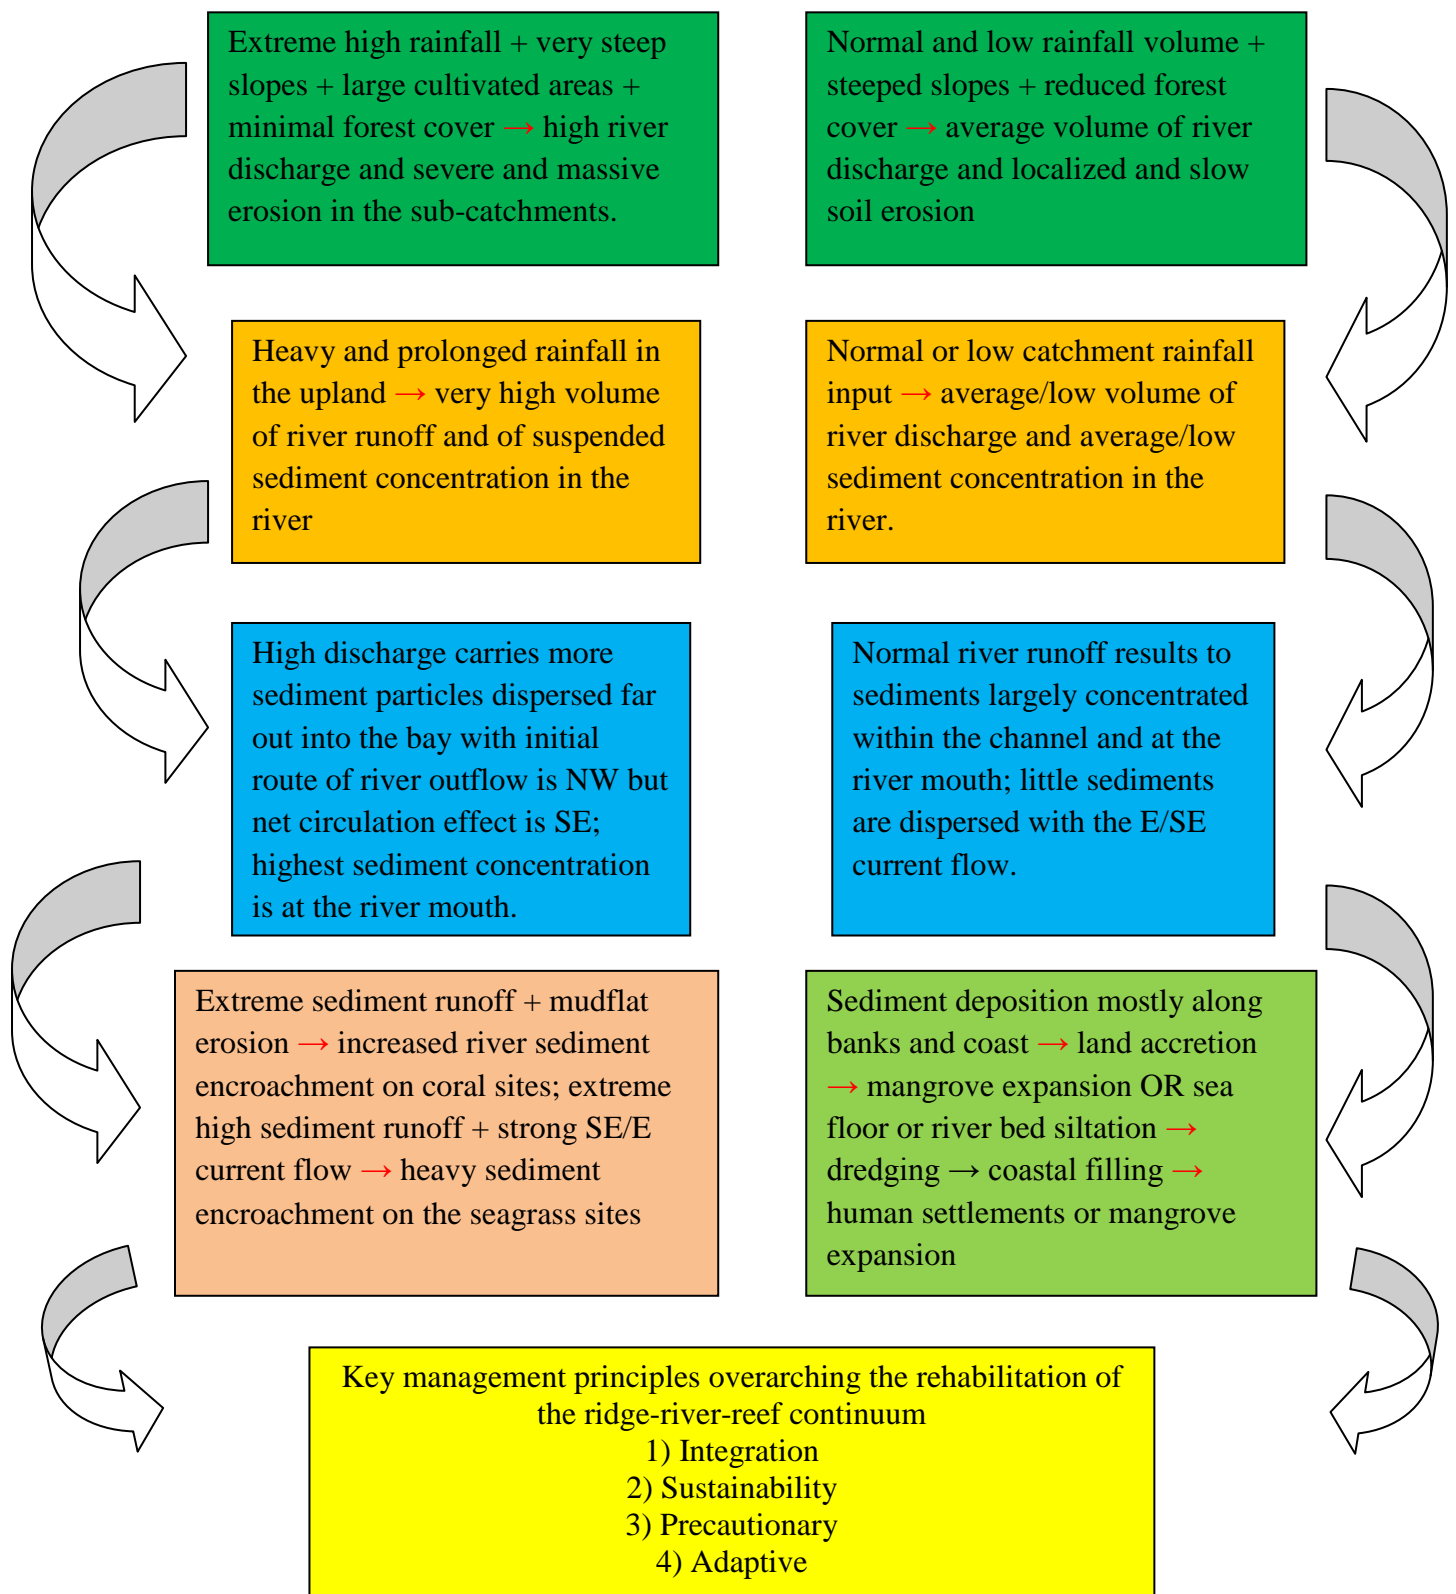 Extreme high rainfall + very steep
slopes + large cultivated areas +
minimal forest cover → high river
discharge and severe and massive
erosion in the sub-catchments.
Normal and low rainfall volume +
steeped slopes + reduced forest
cover → average volume of river
discharge and localized and slow
soil erosion
Heavy and prolonged rainfall in
the upland → very high volume
of river runoff and of suspended
sediment concentration in the
river
Normal or low catchment rainfall
input → average/low volume of
river discharge and average/low
sediment concentration in the
river.
High discharge carries more
sediment particles dispersed far
out into the bay with initial
route of river outflow is NW but
net circulation effect is SE;
highest sediment concentration
is at the river mouth.
Normal river runoff results to
sediments largely concentrated
within the channel and at the
river mouth; little sediments
are dispersed with the E/SE
current flow.
Extreme sediment runoff + mudflat
erosion → increased river sediment
encroachment on coral sites; extreme
high sediment runoff + strong SE/E
current flow → heavy sediment
encroachment on the seagrass sites
Sediment deposition mostly along
banks and coast → land accretion
→ mangrove expansion OR sea
floor or river bed siltation →
dredging → coastal filling →
human settlements or mangrove
expansion
Key management principles overarching the rehabilitation of
the ridge-river-reef continuum
1) Integration
2) Sustainability
3) Precautionary
4) Adaptive